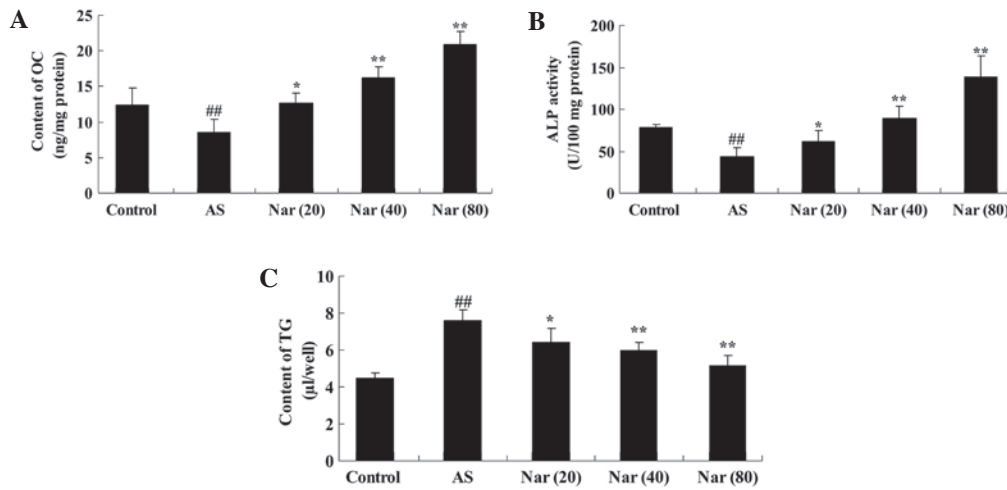 A
Content of OC
(ng/mg protein)
25
20
15
10
5
0
##
*
**
**
Control AS Nar (20) Nar (40) Nar (80)
B
ALP activity
(U/100 mg protein)
200
150
100
50
0
##
*
**
**
Control AS Nar (20) Nar (40) Nar (80)
C
Content of TG
(µl/well)
10
8
6
4
2
0
##
*
**
**
Control AS Nar (20) Nar (40) Nar (80)